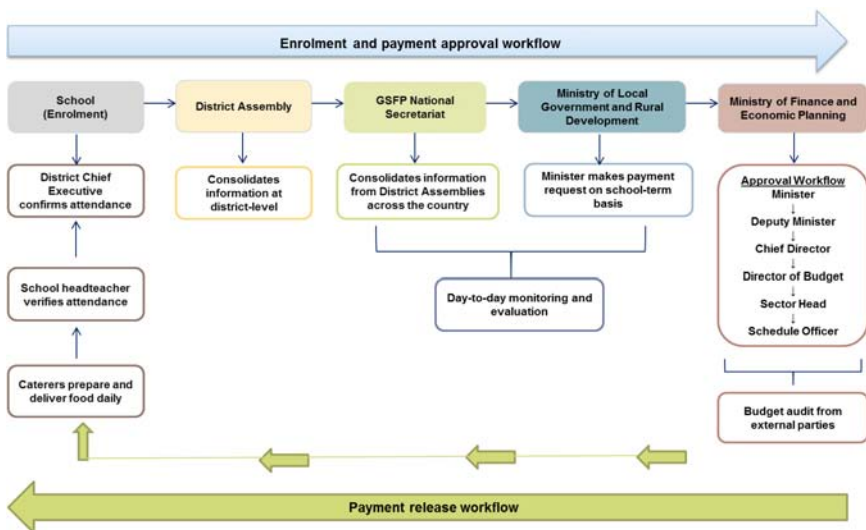 Enrolment and payment approval workflow
School
(Enrolment)
District Assembly
GSFP National
Secretariat
Ministry of Local
Government and Rural
Development
Ministry of Finance and
Economic Planning
District Chief
Executive
confirms attendance
Consolidates
information at
district-level
Consolidates information
from District Assemblies
across the country
Minister makes payment
request on school-term
basis
Approval Workflow
Minister
↓
Deputy Minister
↓
Chief Director
↓
Director of Budget
↓
Sector Head
↓
Schedule Officer
School headteacher
verifies attendance
Day-to-day monitoring and
evaluation
Caterers prepare and
deliver food daily
Budget audit from
external parties
Payment release workflow